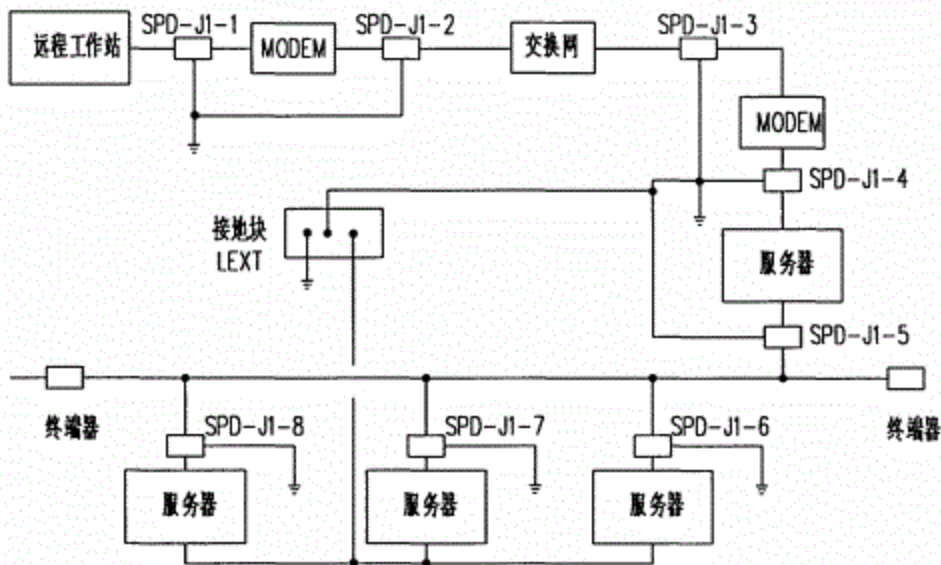 SPD-J1-1
SPD-J1-2
SPD-J1-3
远程工作站
MODEM
交换网
MODEM
SPD-J1-4
接地块
LEXT
服务器
SPD-J1-5
终端器
SPD-J1-8
SPD-J1-7
SPD-J1-6
终端器
服务器
服务器
服务器